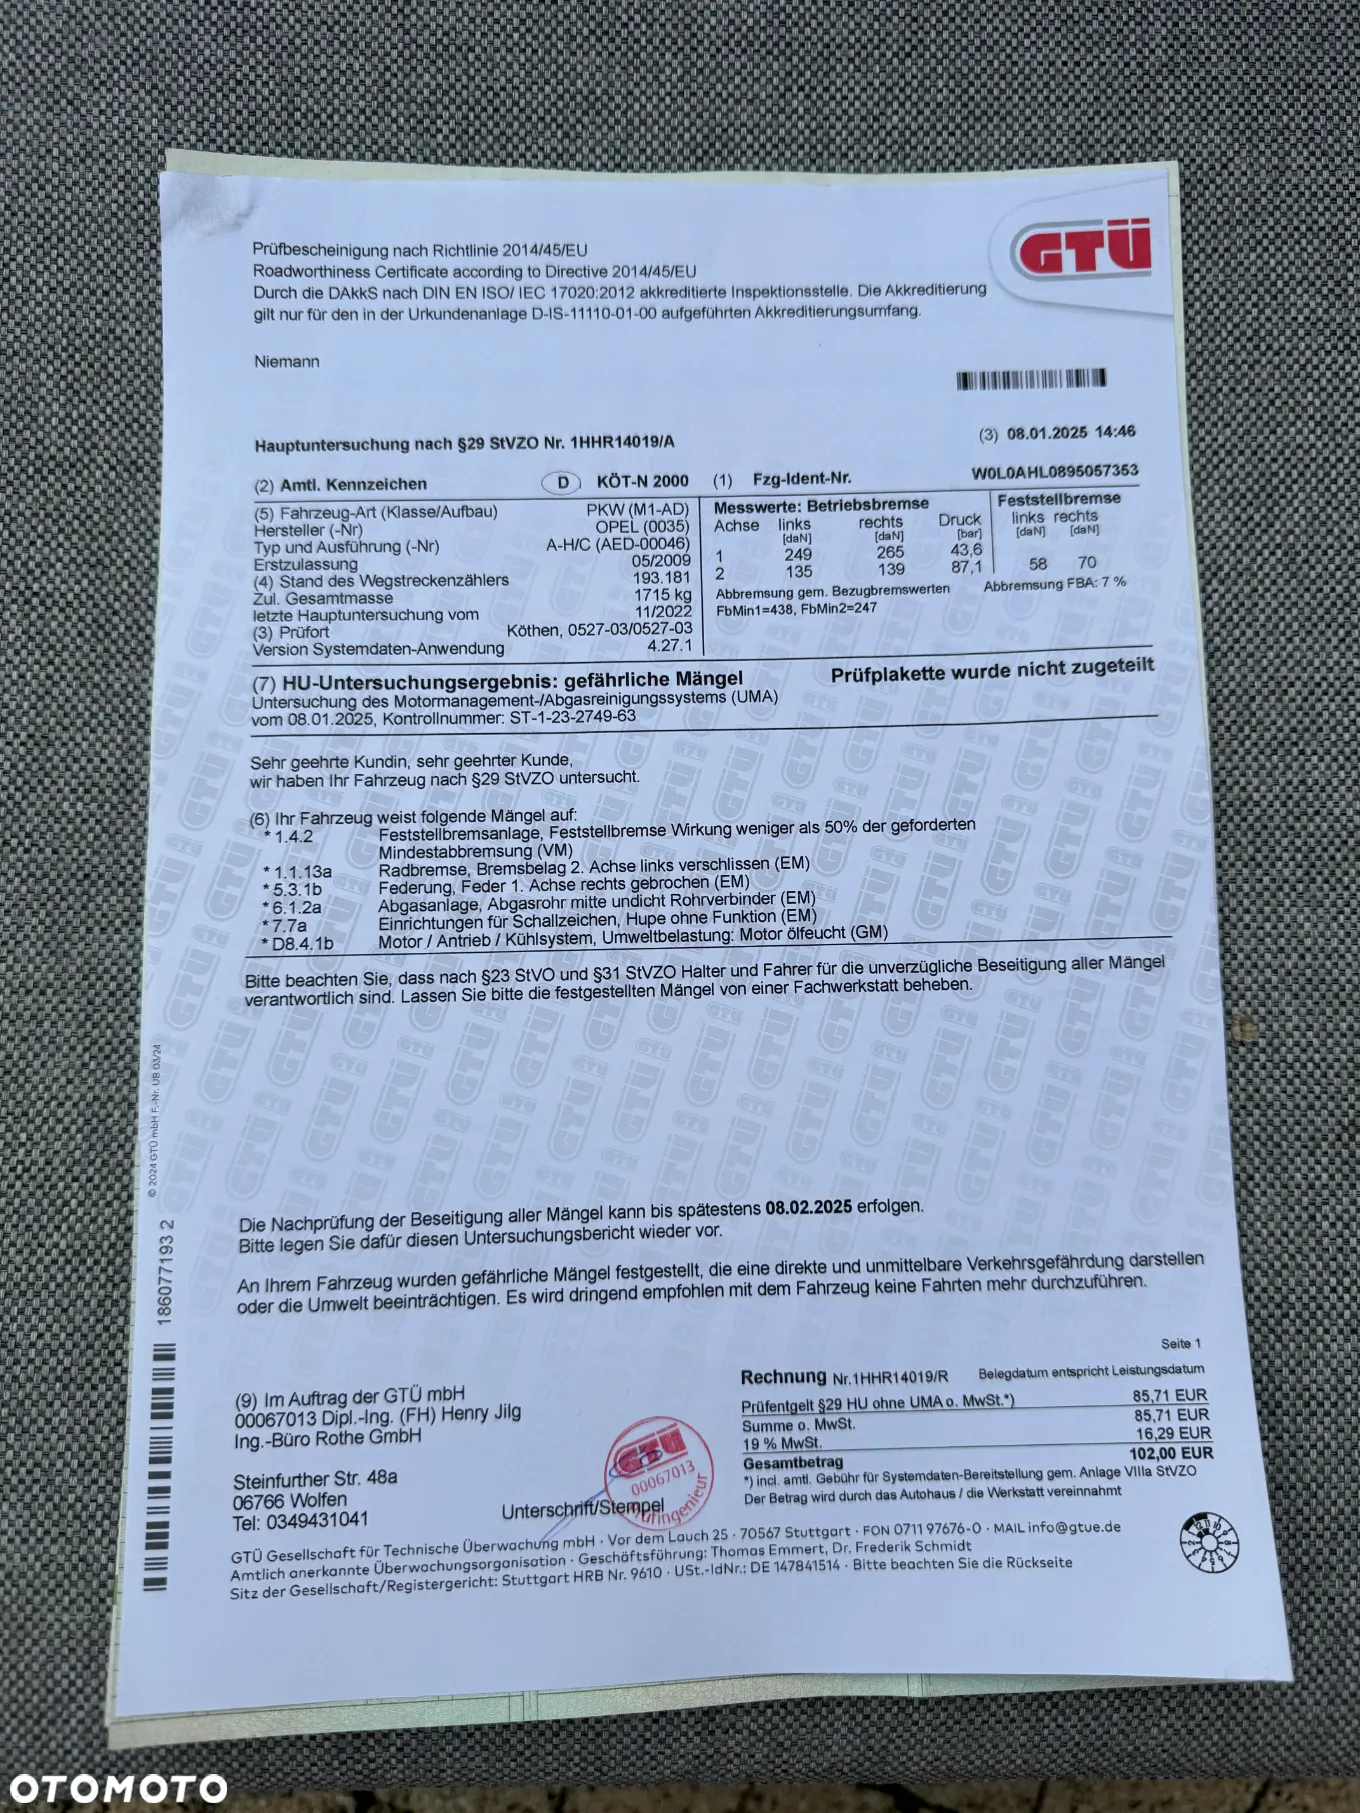 GTÜ
Prüfbescheinigung nach Richtlinie 2014/45/EU
Roadworthiness Certificate according to Directive 2014/45/EU
Durch die DAkkS nach DIN EN ISO/ IEC 17020:2012 akkreditierte Inspektionsstelle. Die Akkreditierung
gilt nur für den in der Urkundenanlage D-IS-11110-01-00 aufgeführten Akkreditierungsumfang.
Niemann
Hauptuntersuchung nach §29 StVZO Nr. 1HHR14019/A (3) 08.01.2025 14:46
(2) Amtl. Kennzeichen D KÖT-N 2000 (1) Fzg-Ident-Nr. W0L0AHL0895057353
(5) Fahrzeug-Art (Klasse/Aufbau) PKW (M1-AD)
Hersteller (-Nr) OPEL (0035)
Typ und Ausführung (-Nr) A-H/C (AED-00046)
Erstzulassung 05/2009
(4) Stand des Wegstreckenzählers 193.181
Zul. Gesamtmasse 1715 kg
letzte Hauptuntersuchung vom 11/2022
(3) Prüfort Köthen, 0527-03/0527-03
Version Systemdaten-Anwendung 4.27.1
Messwerte: Betriebsbremse Feststellbremse
Achse links rechts Druck links rechts
[daN] [daN] [bar] [daN] [daN]
1 249 265 43,6
2 135 139 87,1 58 70
Abbremsung gem. Bezugbremswerten Abbremsung FBA: 7 %
FbMin1=438, FbMin2=247
(7) HU-Untersuchungsergebnis: gefährliche Mängel Prüfplakette wurde nicht zugeteilt
Untersuchung des Motormanagement-/Abgasreinigungssystems (UMA)
vom 08.01.2025, Kontrollnummer: ST-1-23-2749-63
Sehr geehrte Kundin, sehr geehrter Kunde,
wir haben Ihr Fahrzeug nach §29 StVZO untersucht.
(6) Ihr Fahrzeug weist folgende Mängel auf:
* 1.4.2 Feststellbremsanlage, Feststellbremse Wirkung weniger als 50% der geforderten
Mindestabbremsung (VM)
* 1.1.13a Radbremse, Bremsbelag 2. Achse links verschlissen (EM)
* 5.3.1b Federung, Feder 1. Achse rechts gebrochen (EM)
* 6.1.2a Abgasanlage, Abgasrohr mitte undicht Rohrverbinder (EM)
* 7.7a Einrichtungen für Schallzeichen, Hupe ohne Funktion (EM)
* D8.4.1b Motor / Antrieb / Kühlsystem, Umweltbelastung: Motor ölfeucht (GM)
Bitte beachten Sie, dass nach §23 StVO und §31 StVZO Halter und Fahrer für die unverzügliche Beseitigung aller Mängel
verantwortlich sind. Lassen Sie bitte die festgestellten Mängel von einer Fachwerkstatt beheben.
© 2024 GTÜ mbH F.-Nr. UB 03/24
186077193 2
Die Nachprüfung der Beseitigung aller Mängel kann bis spätestens 08.02.2025 erfolgen.
Bitte legen Sie dafür diesen Untersuchungsbericht wieder vor.
An Ihrem Fahrzeug wurden gefährliche Mängel festgestellt, die eine direkte und unmittelbare Verkehrsgefährdung darstellen
oder die Umwelt beeinträchtigen. Es wird dringend empfohlen mit dem Fahrzeug keine Fahrten mehr durchzuführen.
Seite 1
(9) Im Auftrag der GTÜ mbH
00067013 Dipl.-Ing. (FH) Henry Jilg
Ing.-Büro Rothe GmbH
Steinfurther Str. 48a
06766 Wolfen
Tel: 0349431041
Unterschrift/Stempel
GTÜ
00067013
Prüfingenieur
Rechnung Nr.1HHR14019/R Belegdatum entspricht Leistungsdatum
Prüfentgelt §29 HU ohne UMA o. MwSt.*) 85,71 EUR
Summe o. MwSt. 85,71 EUR
19 % MwSt. 16,29 EUR
Gesamtbetrag 102,00 EUR
*) incl. amtl. Gebühr für Systemdaten-Bereitstellung gem. Anlage VIIIa StVZO
Der Betrag wird durch das Autohaus / die Werkstatt vereinnahmt
GTÜ Gesellschaft für Technische Überwachung mbH · Vor dem Lauch 25 · 70567 Stuttgart · FON 0711 97676-0 · MAIL info@gtue.de
Amtlich anerkannte Überwachungsorganisation · Geschäftsführung: Thomas Emmert, Dr. Frederik Schmidt
Sitz der Gesellschaft/Registergericht: Stuttgart HRB Nr. 9610 · USt.-IdNr.: DE 147841514 · Bitte beachten Sie die Rückseite
OTOMOTO